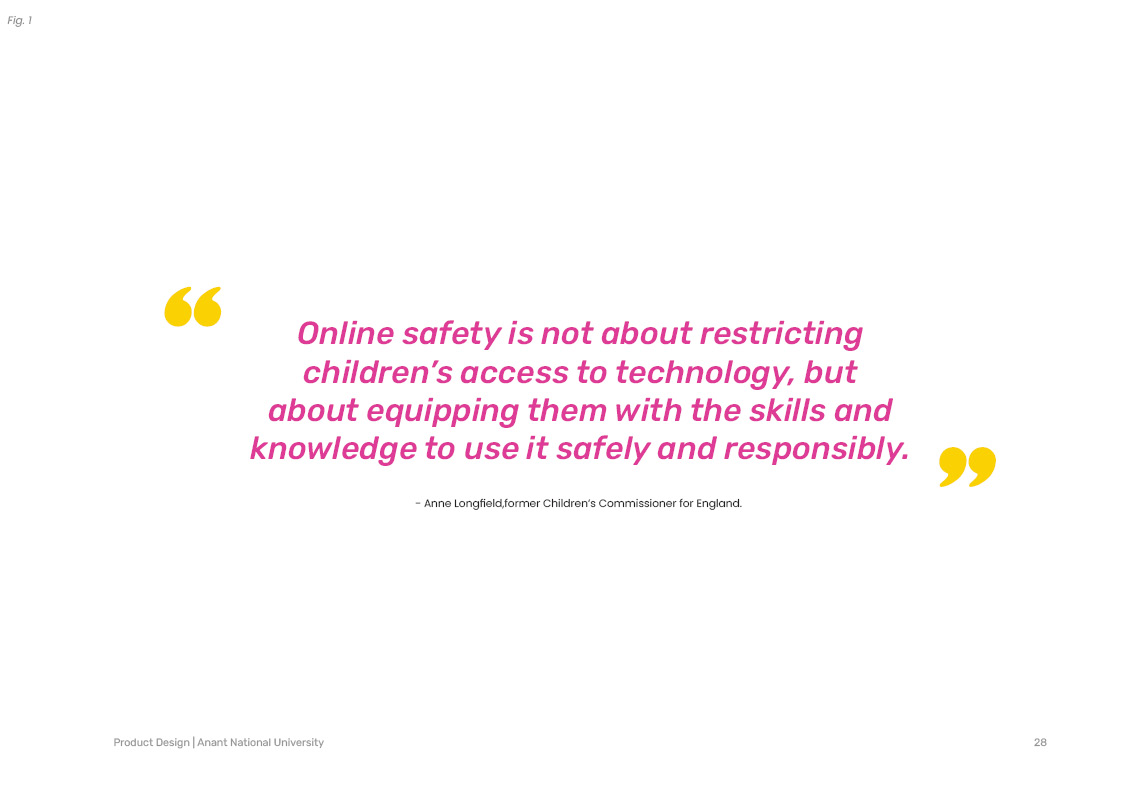 Fig. 1
“
Online safety is not about restricting
children’s access to technology, but
about equipping them with the skills and
knowledge to use it safely and responsibly.
”
- Anne Longfield,former Children’s Commissioner for England.
Product Design | Anant National University
28